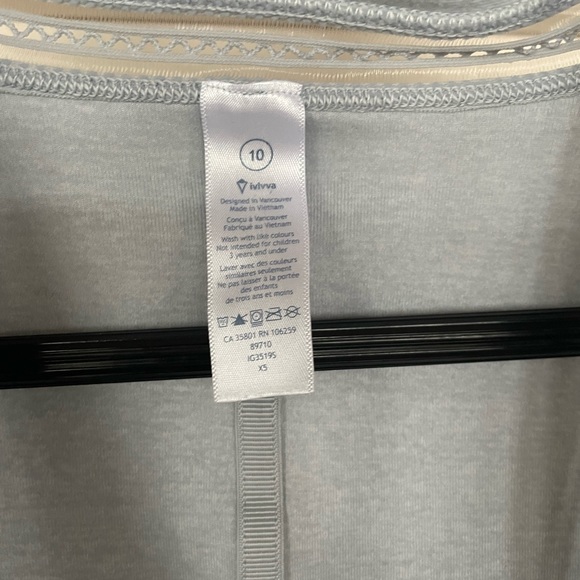 10
ivivva
Designed in Vancouver
Made in Vietnam
Conçu à Vancouver
Fabriqué au Vietnam
Wash with like colours
Not intended for children
3 years and under
Laver avec des couleurs
similaires seulement
Ne pas laisser à la portée
des enfants
de trois ans et moins
CA 35801 RN 106259
89710
IG3519S
X5